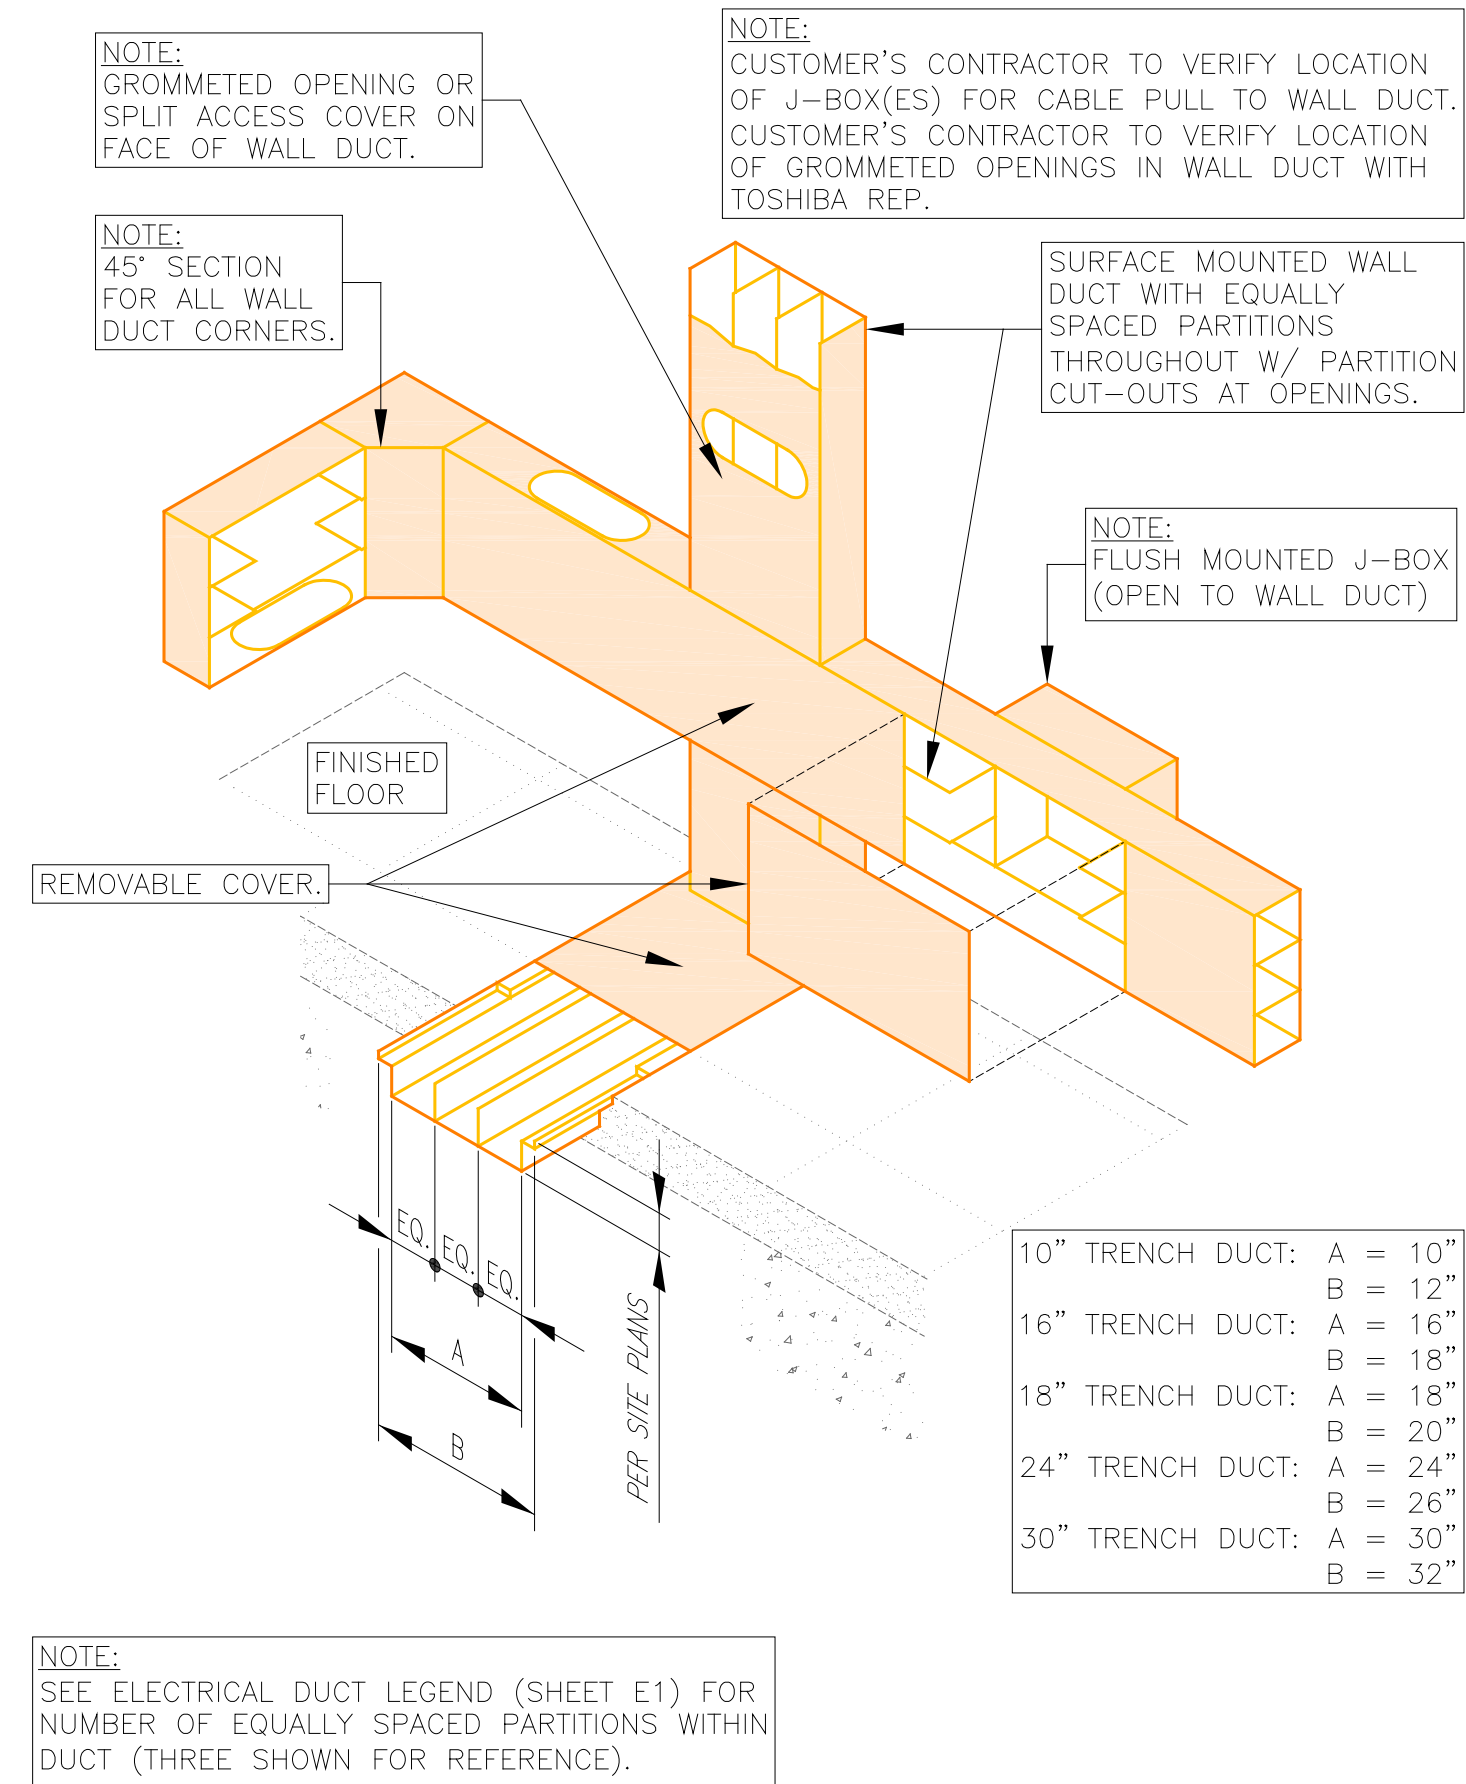 NOTE:
GROMMETED OPENING OR
SPLIT ACCESS COVER ON
FACE OF WALL DUCT.
NOTE:
CUSTOMER'S CONTRACTOR TO VERIFY LOCATION
OF J-BOX(ES) FOR CABLE PULL TO WALL DUCT.
CUSTOMER'S CONTRACTOR TO VERIFY LOCATION
OF GROMMETED OPENINGS IN WALL DUCT WITH
TOSHIBA REP.
NOTE:
45° SECTION
FOR ALL WALL
DUCT CORNERS.
SURFACE MOUNTED WALL
DUCT WITH EQUALLY
SPACED PARTITIONS
THROUGHOUT W/ PARTITION
CUT-OUTS AT OPENINGS.
NOTE:
FLUSH MOUNTED J-BOX
(OPEN TO WALL DUCT)
FINISHED
FLOOR
REMOVABLE COVER.
EQ. EQ. EQ.
A
B
PER SITE PLANS
10" TRENCH DUCT: A = 10"
B = 12"
16" TRENCH DUCT: A = 16"
B = 18"
18" TRENCH DUCT: A = 18"
B = 20"
24" TRENCH DUCT: A = 24"
B = 26"
30" TRENCH DUCT: A = 30"
B = 32"
NOTE:
SEE ELECTRICAL DUCT LEGEND (SHEET E1) FOR
NUMBER OF EQUALLY SPACED PARTITIONS WITHIN
DUCT (THREE SHOWN FOR REFERENCE).